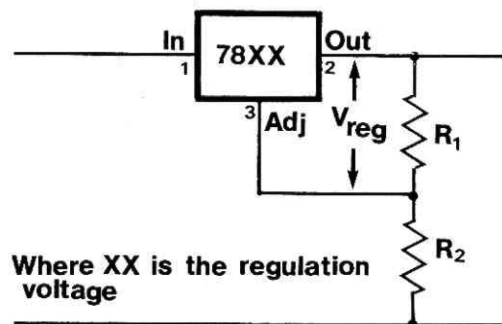 In
78XX
Out
1
2
3
Adj
Vreg
R1
R2
Where XX is the regulation
voltage